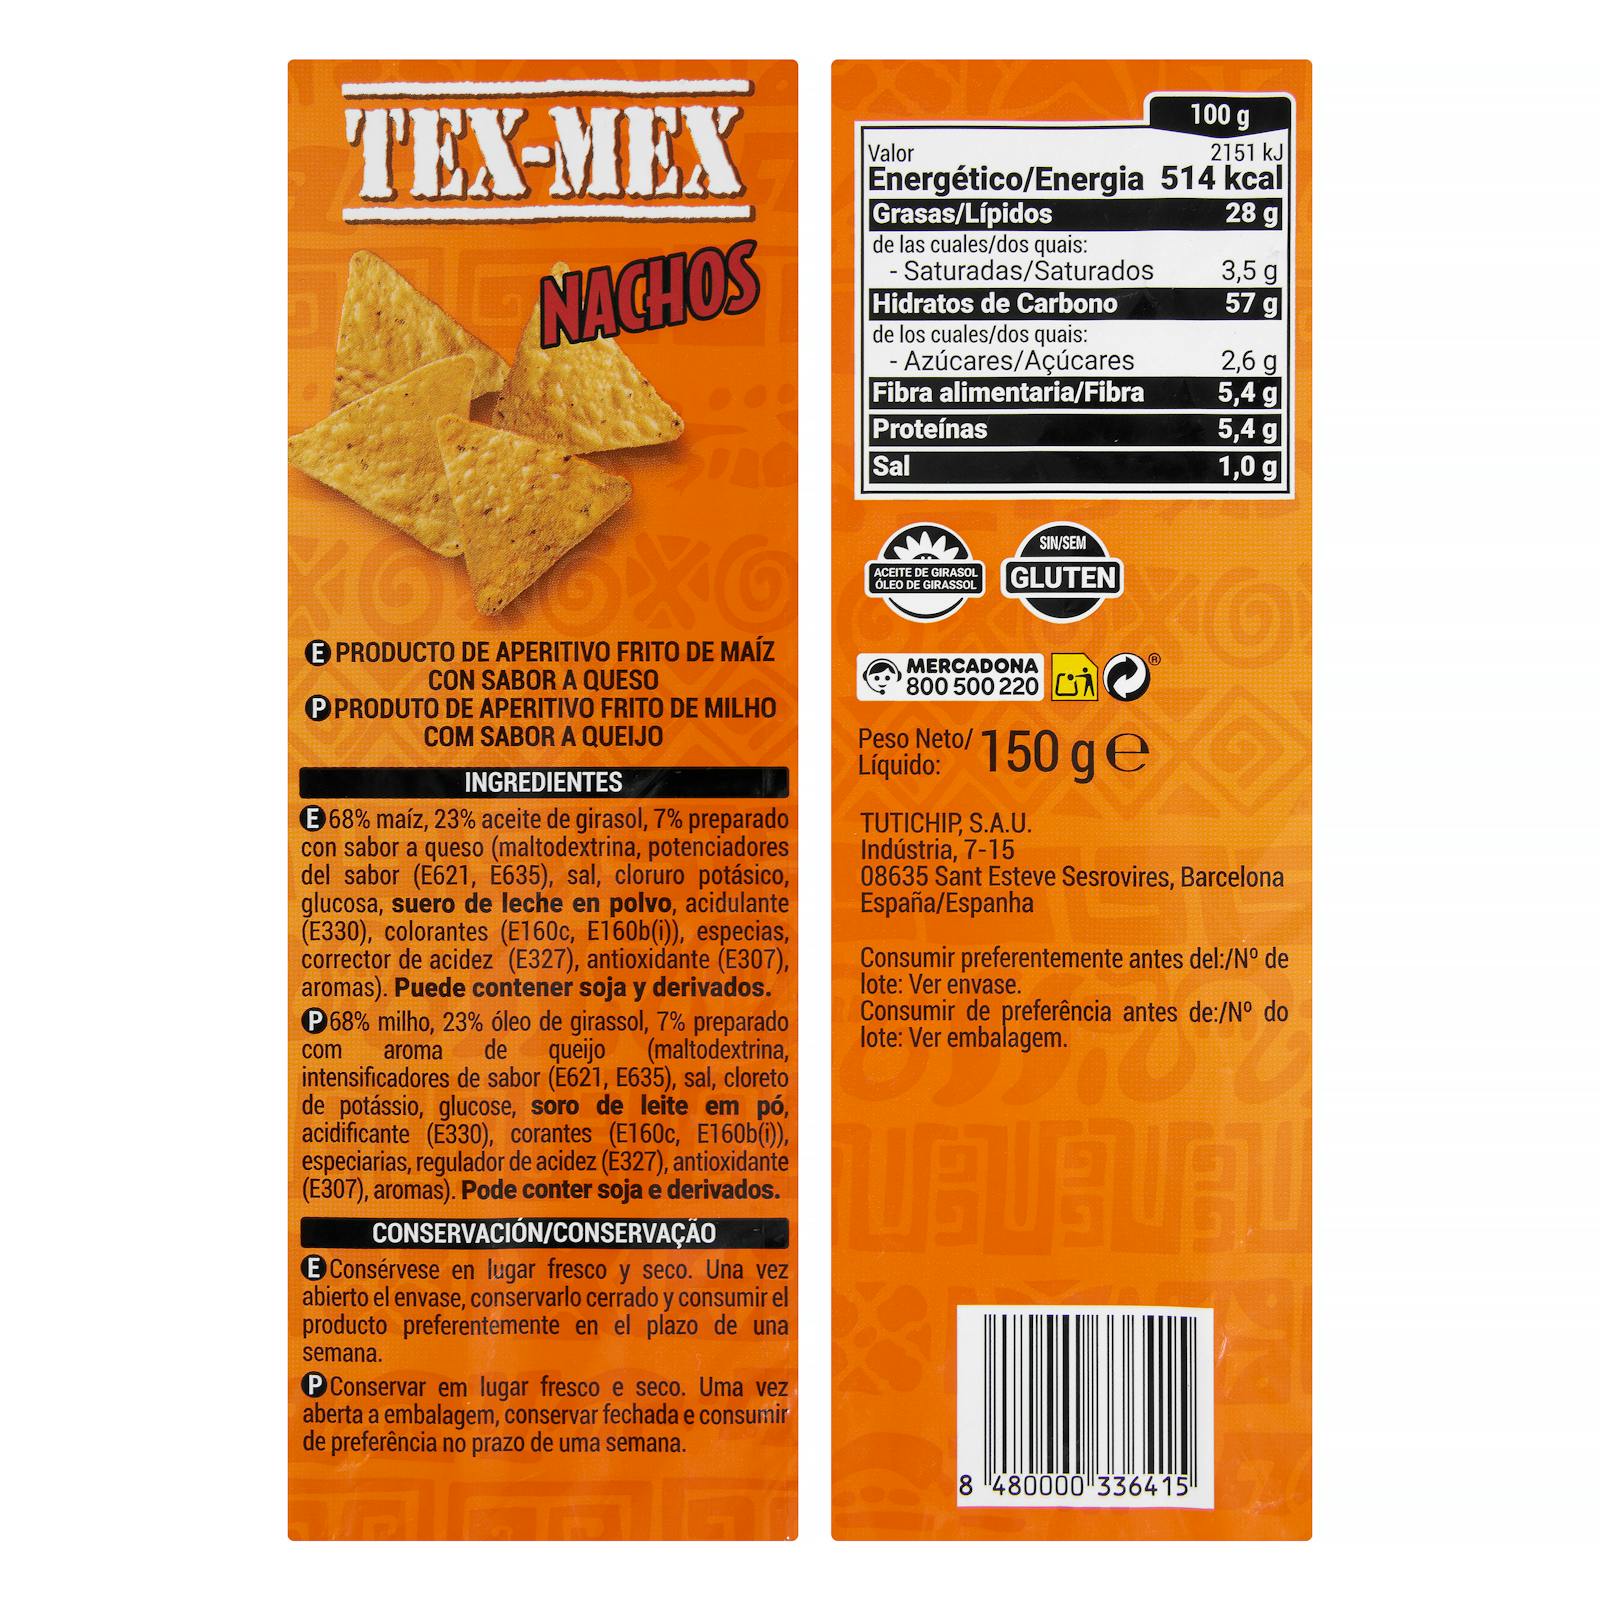 TEX-MEX
NACHOS
E PRODUCTO DE APERITIVO FRITO DE MAÍZ
CON SABOR A QUESO
P PRODUTO DE APERITIVO FRITO DE MILHO
COM SABOR A QUEIJO
INGREDIENTES
E 68% maíz, 23% aceite de girasol, 7% preparado
con sabor a queso (maltodextrina, potenciadores
del sabor (E621, E635), sal, cloruro potásico,
glucosa, suero de leche en polvo, acidulante
(E330), colorantes (E160c, E160b(i)), especias,
corrector de acidez (E327), antioxidante (E307),
aromas). Puede contener soja y derivados.
P 68% milho, 23% óleo de girassol, 7% preparado
com aroma de queijo (maltodextrina,
intensificadores de sabor (E621, E635), sal, cloreto
de potássio, glucose, soro de leite em pó,
acidificante (E330), corantes (E160c, E160b(i)),
especiarias, regulador de acidez (E327), antioxidante
(E307), aromas). Pode conter soja e derivados.
CONSERVACIÓN/CONSERVAÇÃO
E Consérvese en lugar fresco y seco. Una vez
abierto el envase, conservarlo cerrado y consumir el
producto preferentemente en el plazo de una
semana.
P Conservar em lugar fresco e seco. Uma vez
aberta a embalagem, conservar fechada e consumir
de preferência no prazo de uma semana.
100 g
Valor 2151 kJ
Energético/Energia 514 kcal
Grasas/Lípidos 28 g
de las cuales/dos quais:
- Saturadas/Saturados 3,5 g
Hidratos de Carbono 57 g
de los cuales/dos quais:
- Azúcares/Açúcares 2,6 g
Fibra alimentaria/Fibra 5,4 g
Proteínas 5,4 g
Sal 1,0 g
ACEITE DE GIRASOL
ÓLEO DE GIRASSOL
SIN/SEM
GLUTEN
MERCADONA
800 500 220
®
Peso Neto/
Líquido: 150 g e
TUTICHIP, S.A.U.
Indústria, 7-15
08635 Sant Esteve Sesrovires, Barcelona
España/Espanha
Consumir preferentemente antes del:/Nº de
lote: Ver envase.
Consumir de preferência antes de:/Nº do
lote: Ver embalagem.
8 480000 336415